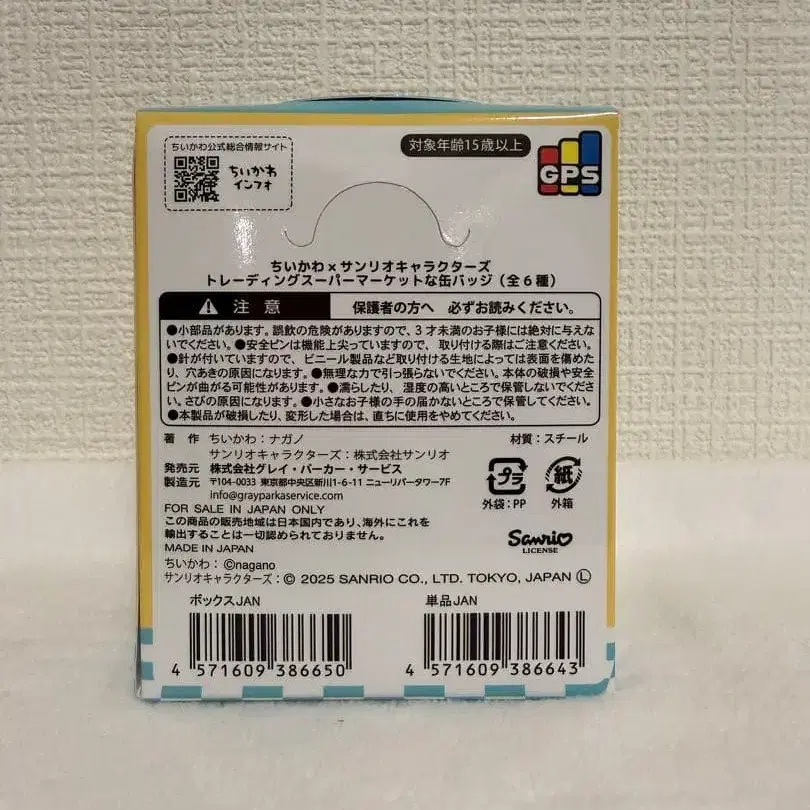 ちいかわ公式総合情報サイト
ちいかわ
インフォ
対象年齢15歳以上
GPS
ちいかわ×サンリオキャラクターズ
トレーディングスーパーマーケットな缶バッジ（全6種）
注意 保護者の方へ 必ずお読みください。
●小部品があります。誤飲の危険がありますので、3才未満のお子様には絶対に与えな
いでください。●安全ピンは機能上尖っていますので、取り付ける際はご注意ください。
●針が付いていますので、ビニール製品など取り付ける生地によっては表面を傷めた
り、穴あきの原因になります。●無理な力で引っ張らないでください。本体の破損や安全
ピンが曲がる可能性があります。●濡らしたり、湿度の高いところで保管しないでくださ
い。さびの原因になります。●小さなお子様の手の届かないところで保管してください。
●本製品が破損したり、変形した場合は、直ちに使用をやめてください。
著 作 ちいかわ：ナガノ 材質：スチール
サンリオキャラクターズ：株式会社サンリオ
発売元 株式会社グレイ・パーカー・サービス
製造元 〒104-0033 東京都中央区新川1-6-11 ニューリバータワー7F
info@grayparkaservice.com
プラ
外袋：PP
紙
外箱
FOR SALE IN JAPAN ONLY
この商品の販売地域は日本国内であり、海外にこれを
輸出することは一切認められておりません。
MADE IN JAPAN
Sanrio
LICENSE
ちいかわ：©nagano
サンリオキャラクターズ：© 2025 SANRIO CO., LTD. TOKYO, JAPAN Ⓛ
ボックスJAN 単品JAN
4 571609 386650 4 571609 386643